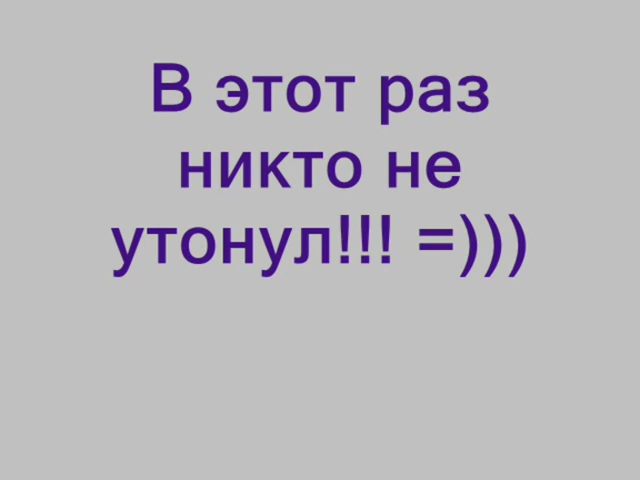 В этот раз
никто не
утонул!!! =)))